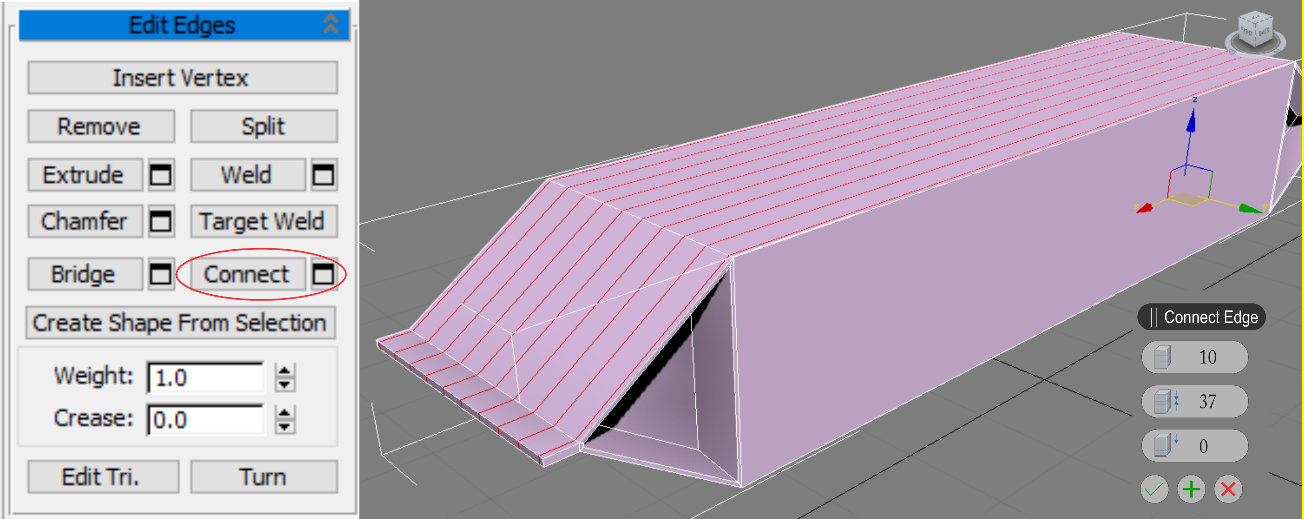 Edit Edges
Insert Vertex
Remove Split
Extrude Weld
Chamfer Target Weld
Bridge Connect
Create Shape From Selection
Weight: 1.0
Crease: 0.0
Edit Tri. Turn
z
Connect Edge
10
37
0